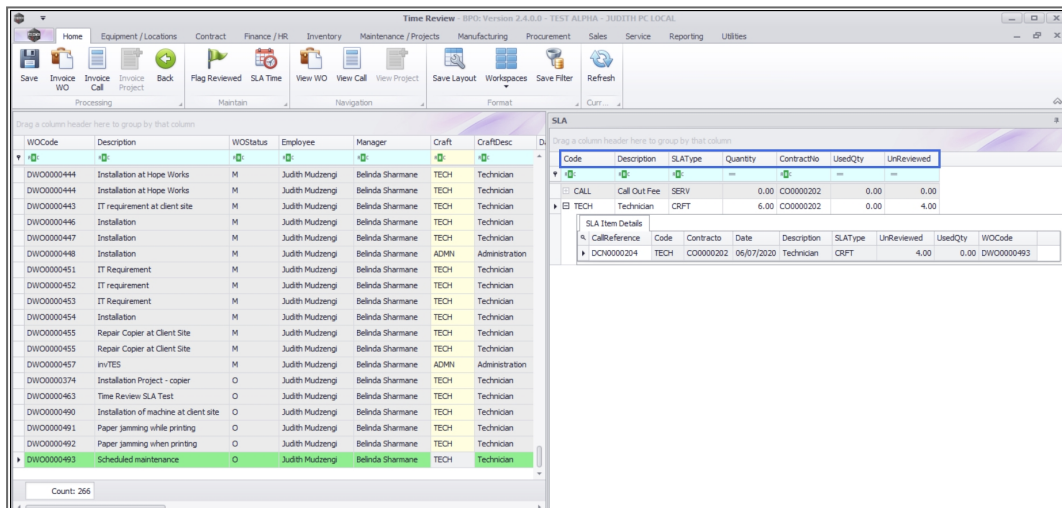 Time Review - BPO: Version 2.4.0.0 - TEST ALPHA - JUDITH PC LOCAL
Home Equipment / Locations Contract Finance / HR Inventory Maintenance / Projects Manufacturing Procurement Sales Service Reporting Utilities
Save Invoice WO Invoice Call Invoice Project Back Flag Reviewed SLA Time View WO View Call View Project Save Layout Workspaces Save Filter Refresh
Processing Maintain Navigation Format Curr...
Drag a column header here to group by that column
WOCode Description WOStatus Employee Manager Craft CraftDesc
DWO0000444 Installation at Hope Works M Judith Mudzengi Belinda Sharmane TECH Technician
DWO0000444 Installation at Hope Works M Judith Mudzengi Belinda Sharmane TECH Technician
DWO0000443 IT requirement at client site M Judith Mudzengi Belinda Sharmane TECH Technician
DWO0000446 Installation M Judith Mudzengi Belinda Sharmane TECH Technician
DWO0000447 Installation M Judith Mudzengi Belinda Sharmane TECH Technician
DWO0000448 Installation M Judith Mudzengi Belinda Sharmane ADMN Administration
DWO0000451 IT Requirement M Judith Mudzengi Belinda Sharmane TECH Technician
DWO0000452 IT requirement M Judith Mudzengi Belinda Sharmane TECH Technician
DWO0000453 IT Requirement M Judith Mudzengi Belinda Sharmane TECH Technician
DWO0000454 Installation M Judith Mudzengi Belinda Sharmane TECH Technician
DWO0000455 Repair Copier at Client Site M Judith Mudzengi Belinda Sharmane TECH Technician
DWO0000455 Repair Copier at Client Site M Judith Mudzengi Belinda Sharmane TECH Technician
DWO0000457 invTES M Judith Mudzengi Belinda Sharmane ADMN Administration
DWO0000374 Installation Project - copier O Judith Mudzengi Belinda Sharmane TECH Technician
DWO0000463 Time Review SLA Test O Judith Mudzengi Belinda Sharmane TECH Technician
DWO0000490 Installation of machine at client site O Judith Mudzengi Belinda Sharmane TECH Technician
DWO0000491 Paper jamming while printing O Judith Mudzengi Belinda Sharmane TECH Technician
DWO0000492 Paper jamming when printing O Judith Mudzengi Belinda Sharmane TECH Technician
DWO0000493 Scheduled maintenance O Judith Mudzengi Belinda Sharmane TECH Technician
Count: 266
SLA
Drag a column header here to group by that column
Code Description SLAType Quantity ContractNo UsedQty UnReviewed
CALL Call Out Fee SERV 0.00 CO0000202 0.00 0.00
TECH Technician CRFT 6.00 CO0000202 0.00 4.00
SLA Item Details
CallReference Code Contracto Date Description SLAType UnReviewed UsedQty WOCode
DCN0000204 TECH CO0000202 06/07/2020 Technician CRFT 4.00 0.00 DWO0000493